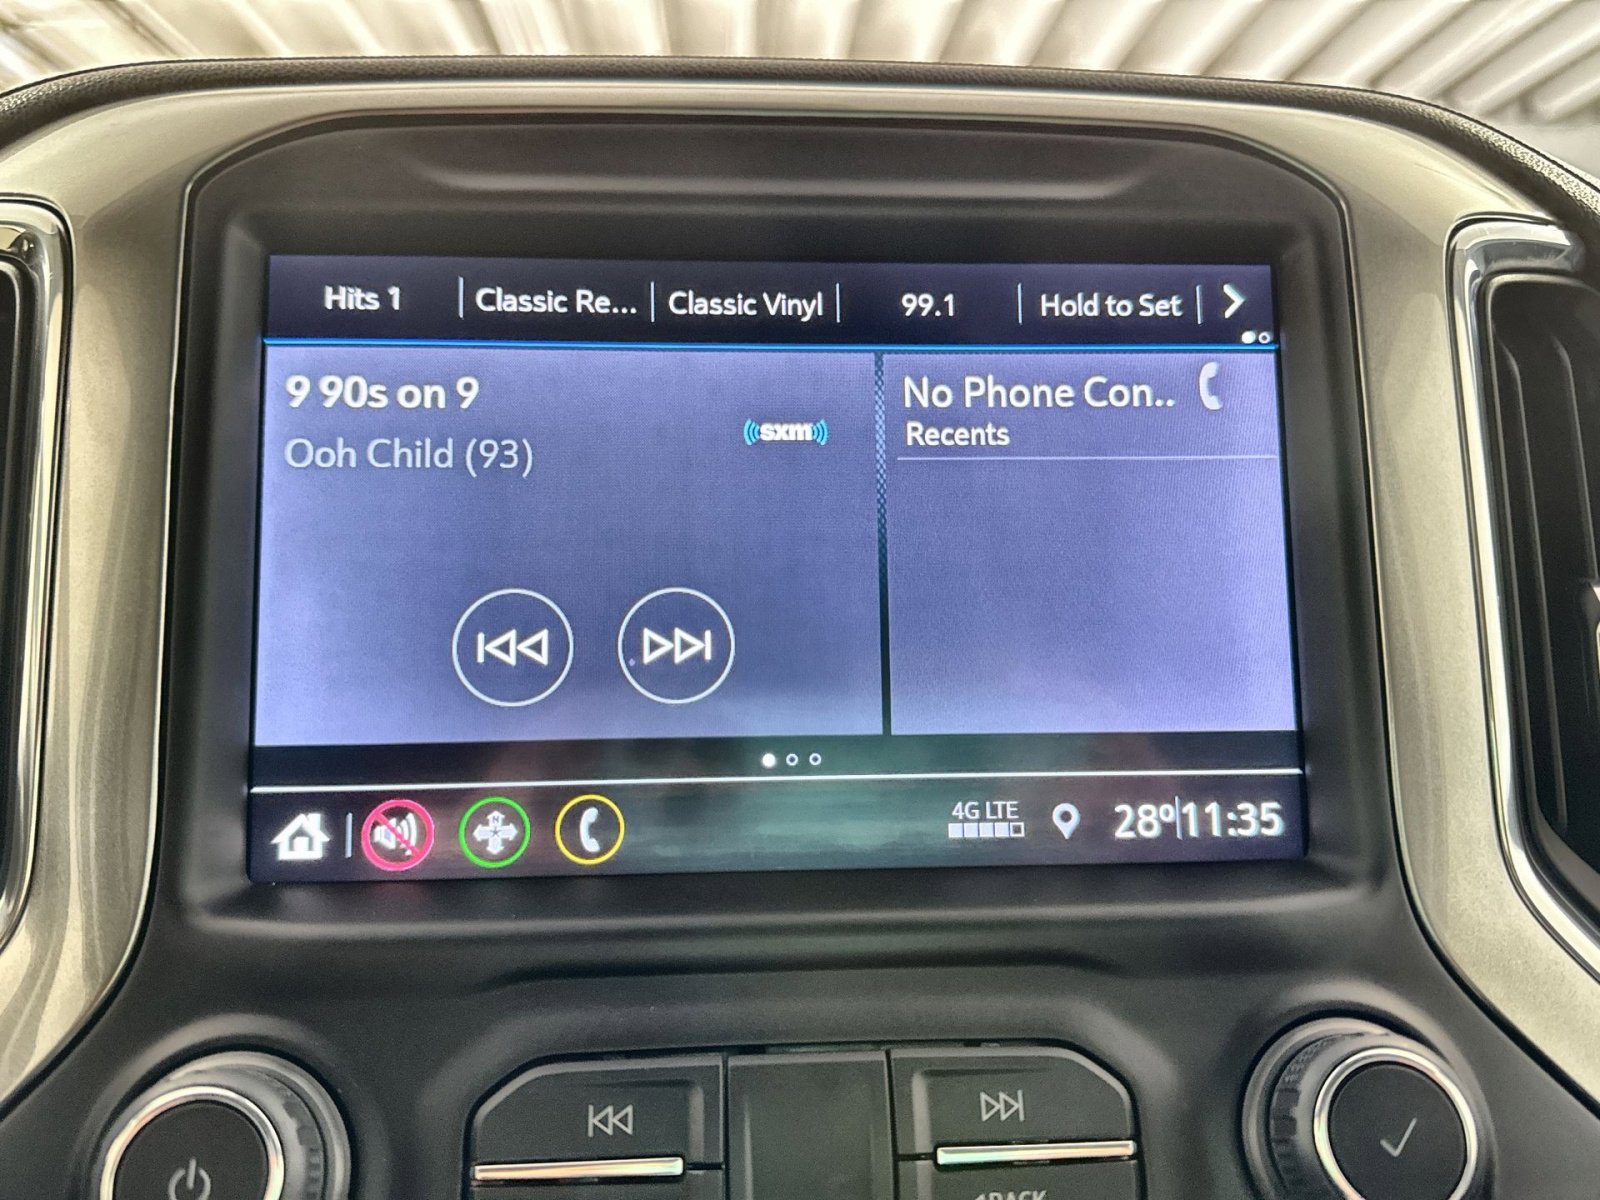 Hits 1
Classic Re...
Classic Vinyl
99.1
Hold to Set
9 90s on 9
Ooh Child (93)
sxm
No Phone Con..
Recents
4G LTE
28° 11:35
BACK